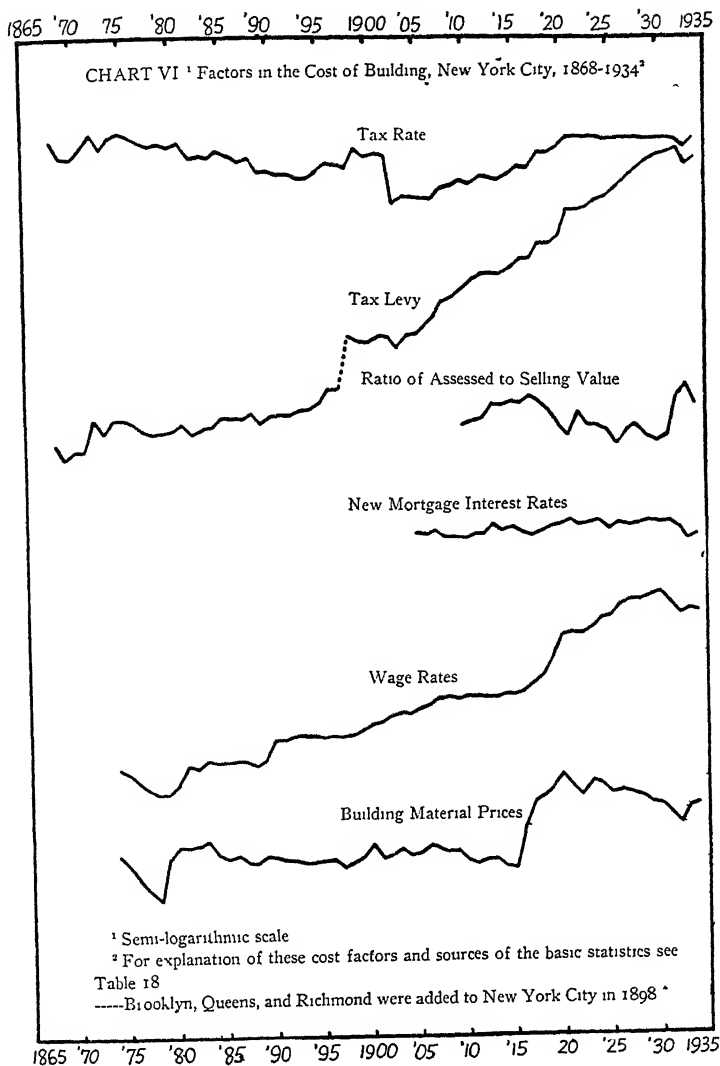 1865 '70 75 '80 '85 '90 '95 1900 '05 '10 '15 '20 '25 '30 1935
CHART VI ¹ Factors in the Cost of Building, New York City, 1868-1934²
Tax Rate
Tax Levy
Ratio of Assessed to Selling Value
New Mortgage Interest Rates
Wage Rates
Building Material Prices
¹ Semi-logarithmic scale
² For explanation of these cost factors and sources of the basic statistics see
Table 18
-----Brooklyn, Queens, and Richmond were added to New York City in 1898
1865 '70 '75 '80 '85 '90 '95 1900 '05 '10 '15 20 '25 '30 1935